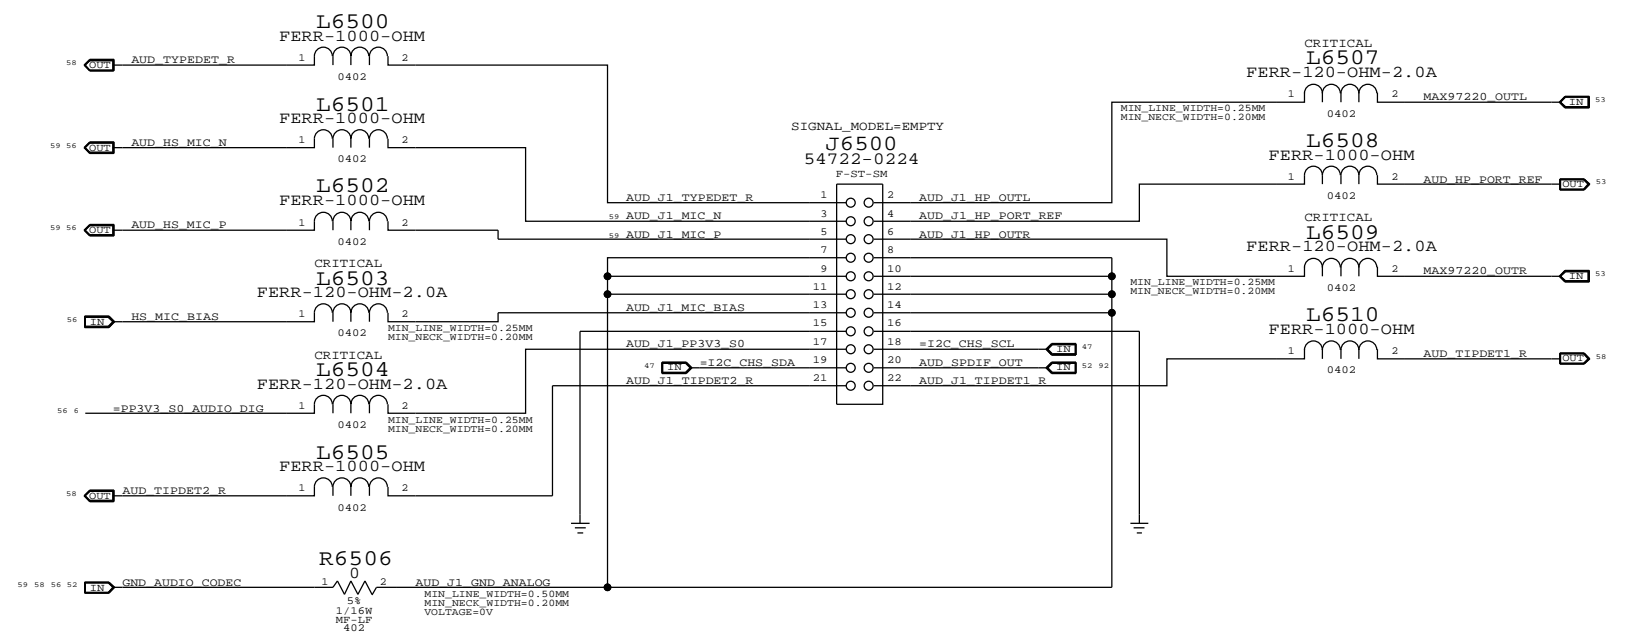 L6500
FERR-1000-OHM
58 OUT AUD_TYPEDET_R 1 2
0402
L6501
FERR-1000-OHM
59 56 OUT AUD_HS_MIC_N 1 2
0402
L6502
FERR-1000-OHM
59 56 OUT AUD_HS_MIC_P 1 2
0402
CRITICAL
L6503
FERR-120-OHM-2.0A
56 IN HS_MIC_BIAS 1 2
0402
MIN_LINE_WIDTH=0.25MM
MIN_NECK_WIDTH=0.20MM
CRITICAL
L6504
FERR-120-OHM-2.0A
56 6 =PP3V3_S0_AUDIO_DIG 1 2
0402
MIN_LINE_WIDTH=0.25MM
MIN_NECK_WIDTH=0.20MM
L6505
FERR-1000-OHM
58 OUT AUD_TIPDET2_R 1 2
0402
R6506
0
59 58 56 52 IN GND_AUDIO_CODEC 1 2 AUD_J1_GND_ANALOG
5%
1/16W
MF-LF
402
MIN_LINE_WIDTH=0.50MM
MIN_NECK_WIDTH=0.20MM
VOLTAGE=0V
SIGNAL_MODEL=EMPTY
J6500
54722-0224
F-ST-SM
AUD_J1_TYPEDET_R 1 2 AUD_J1_HP_OUTL
59 AUD_J1_MIC_N 3 4 AUD_J1_HP_PORT_REF
59 AUD_J1_MIC_P 5 6 AUD_J1_HP_OUTR
7 8
9 10
11 12
AUD_J1_MIC_BIAS 13 14
15 16
AUD_J1_PP3V3_S0 17 18 =I2C_CHS_SCL IN 47
47 IN =I2C_CHS_SDA 19 20 AUD_SPDIF_OUT IN 52 92
AUD_J1_TIPDET2_R 21 22 AUD_J1_TIPDET1_R
CRITICAL
L6507
FERR-120-OHM-2.0A
1 2 MAX97220_OUTL IN 53
0402
MIN_LINE_WIDTH=0.25MM
MIN_NECK_WIDTH=0.20MM
L6508
FERR-1000-OHM
1 2 AUD_HP_PORT_REF OUT 53
0402
CRITICAL
L6509
FERR-120-OHM-2.0A
1 2 MAX97220_OUTR IN 53
0402
MIN_LINE_WIDTH=0.25MM
MIN_NECK_WIDTH=0.20MM
L6510
FERR-1000-OHM
1 2 AUD_TIPDET1_R OUT 58
0402